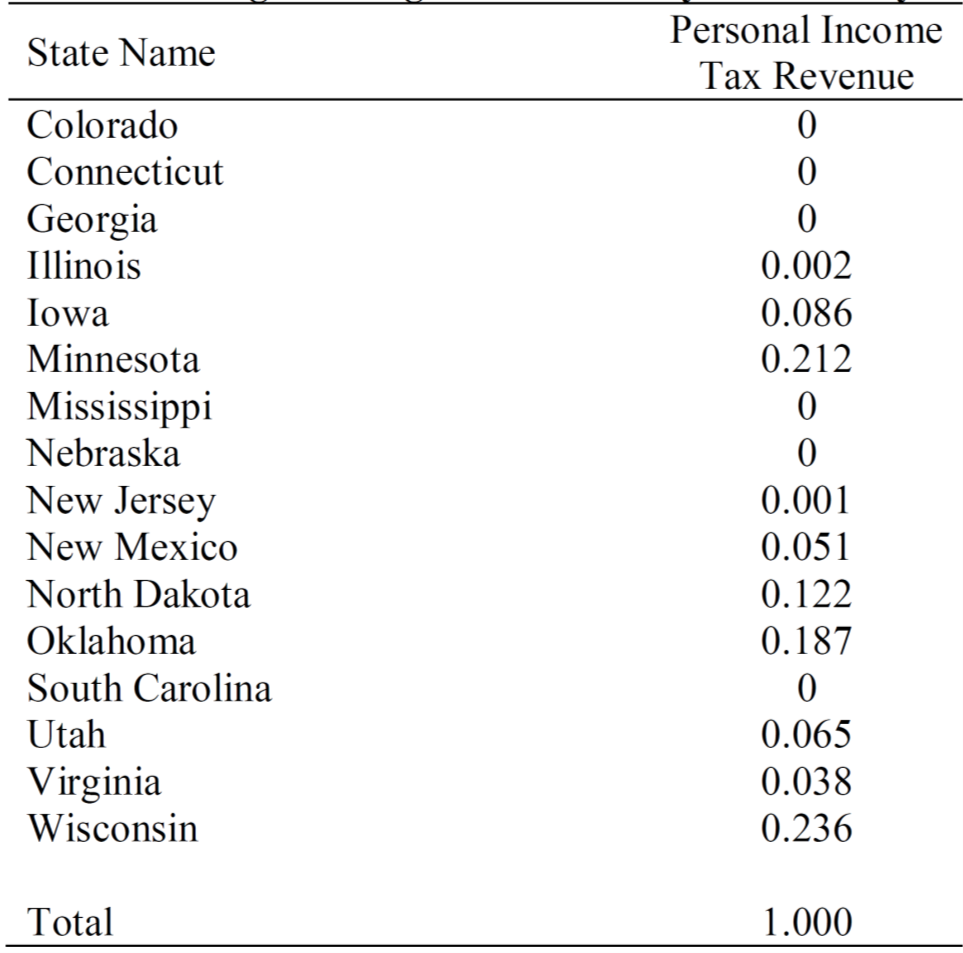 State Name Personal Income
Tax Revenue
Colorado 0
Connecticut 0
Georgia 0
Illinois 0.002
Iowa 0.086
Minnesota 0.212
Mississippi 0
Nebraska 0
New Jersey 0.001
New Mexico 0.051
North Dakota 0.122
Oklahoma 0.187
South Carolina 0
Utah 0.065
Virginia 0.038
Wisconsin 0.236
Total 1.000